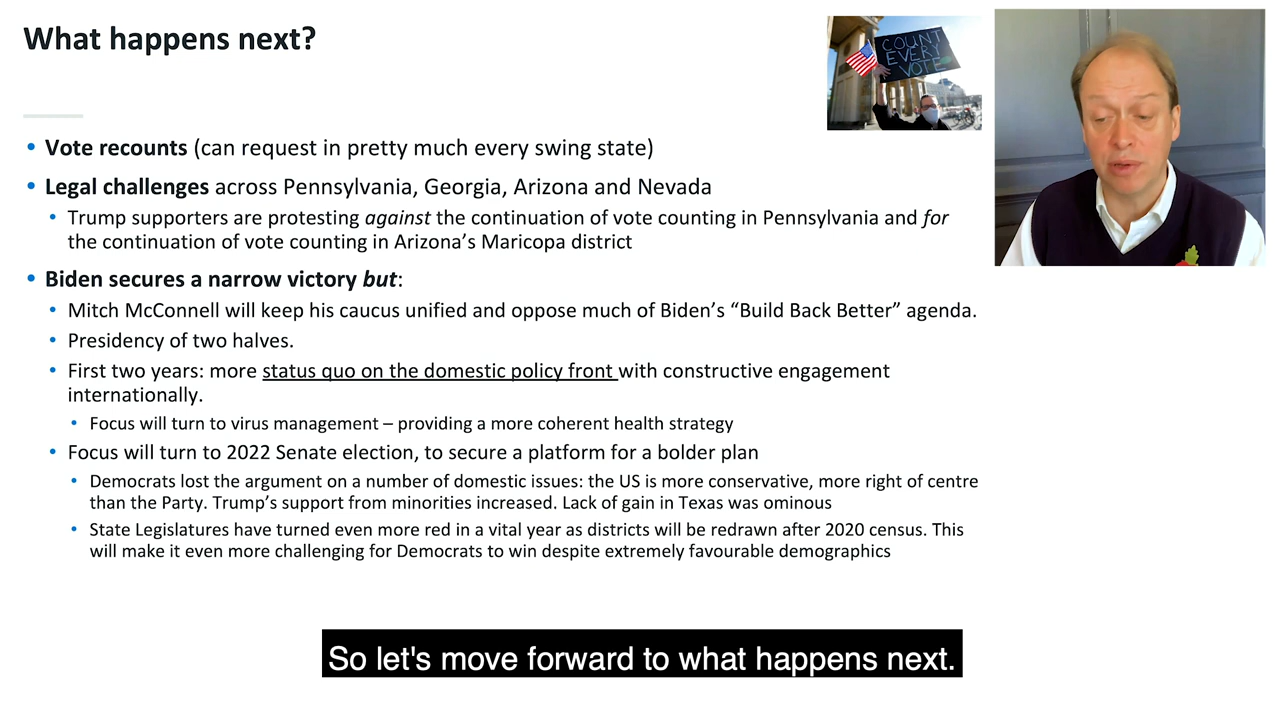 What happens next?
COUNT
EVERY
VOTE
• Vote recounts (can request in pretty much every swing state)
• Legal challenges across Pennsylvania, Georgia, Arizona and Nevada
• Trump supporters are protesting against the continuation of vote counting in Pennsylvania and for
the continuation of vote counting in Arizona's Maricopa district
• Biden secures a narrow victory but:
• Mitch McConnell will keep his caucus unified and oppose much of Biden's “Build Back Better” agenda.
• Presidency of two halves.
• First two years: more status quo on the domestic policy front with constructive engagement
internationally.
• Focus will turn to virus management – providing a more coherent health strategy
• Focus will turn to 2022 Senate election, to secure a platform for a bolder plan
• Democrats lost the argument on a number of domestic issues: the US is more conservative, more right of centre
than the Party. Trump's support from minorities increased. Lack of gain in Texas was ominous
• State Legislatures have turned even more red in a vital year as districts will be redrawn after 2020 census. This
will make it even more challenging for Democrats to win despite extremely favourable demographics
So let's move forward to what happens next.